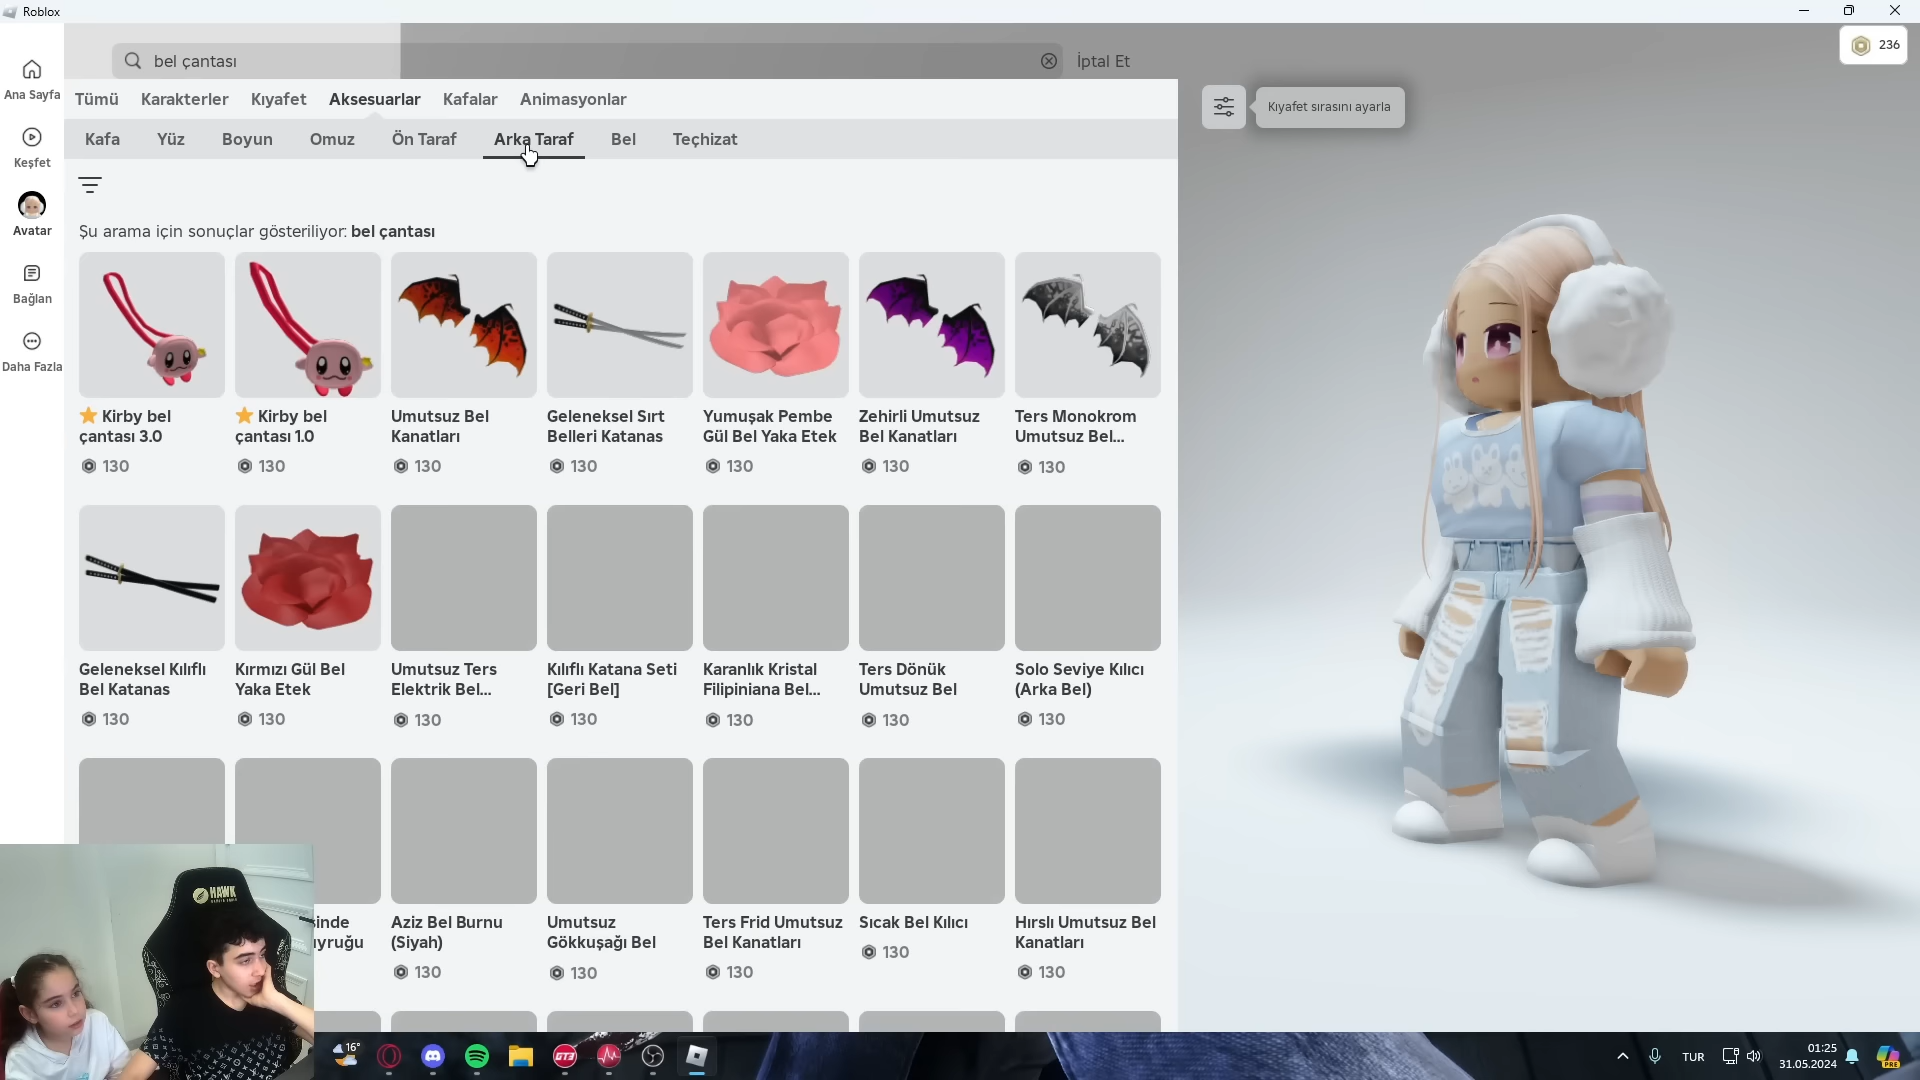 Roblox
bel çantası
İptal Et
236
Ana Sayfa
Keşfet
Avatar
Bağlan
Daha Fazla
Tümü Karakterler Kıyafet Aksesuarlar Kafalar Animasyonlar
Kıyafet sırasını ayarla
Kafa Yüz Boyun Omuz Ön Taraf Arka Taraf Bel Teçhizat
Şu arama için sonuçlar gösteriliyor: bel çantası
Kirby bel
çantası 3.0
130
Kirby bel
çantası 1.0
130
Umutsuz Bel
Kanatları
130
Geleneksel Sırt
Belleri Katanas
130
Yumuşak Pembe
Gül Bel Yaka Etek
130
Zehirli Umutsuz
Bel Kanatları
130
Ters Monokrom
Umutsuz Bel...
130
Geleneksel Kılıflı
Bel Katanas
130
Kırmızı Gül Bel
Yaka Etek
130
Umutsuz Ters
Elektrik Bel...
130
Kılıflı Katana Seti
[Geri Bel]
130
Karanlık Kristal
Filipiniana Bel...
130
Ters Dönük
Umutsuz Bel
130
Solo Seviye Kılıcı
(Arka Bel)
130
Aziz Bel Burnu
(Siyah)
130
Umutsuz
Gökkuşağı Bel
130
Ters Frid Umutsuz
Bel Kanatları
130
Sıcak Bel Kılıcı
130
Hırslı Umutsuz Bel
Kanatları
130
HAWK
16°
GT3
TUR
01:25
31.05.2024
PRE